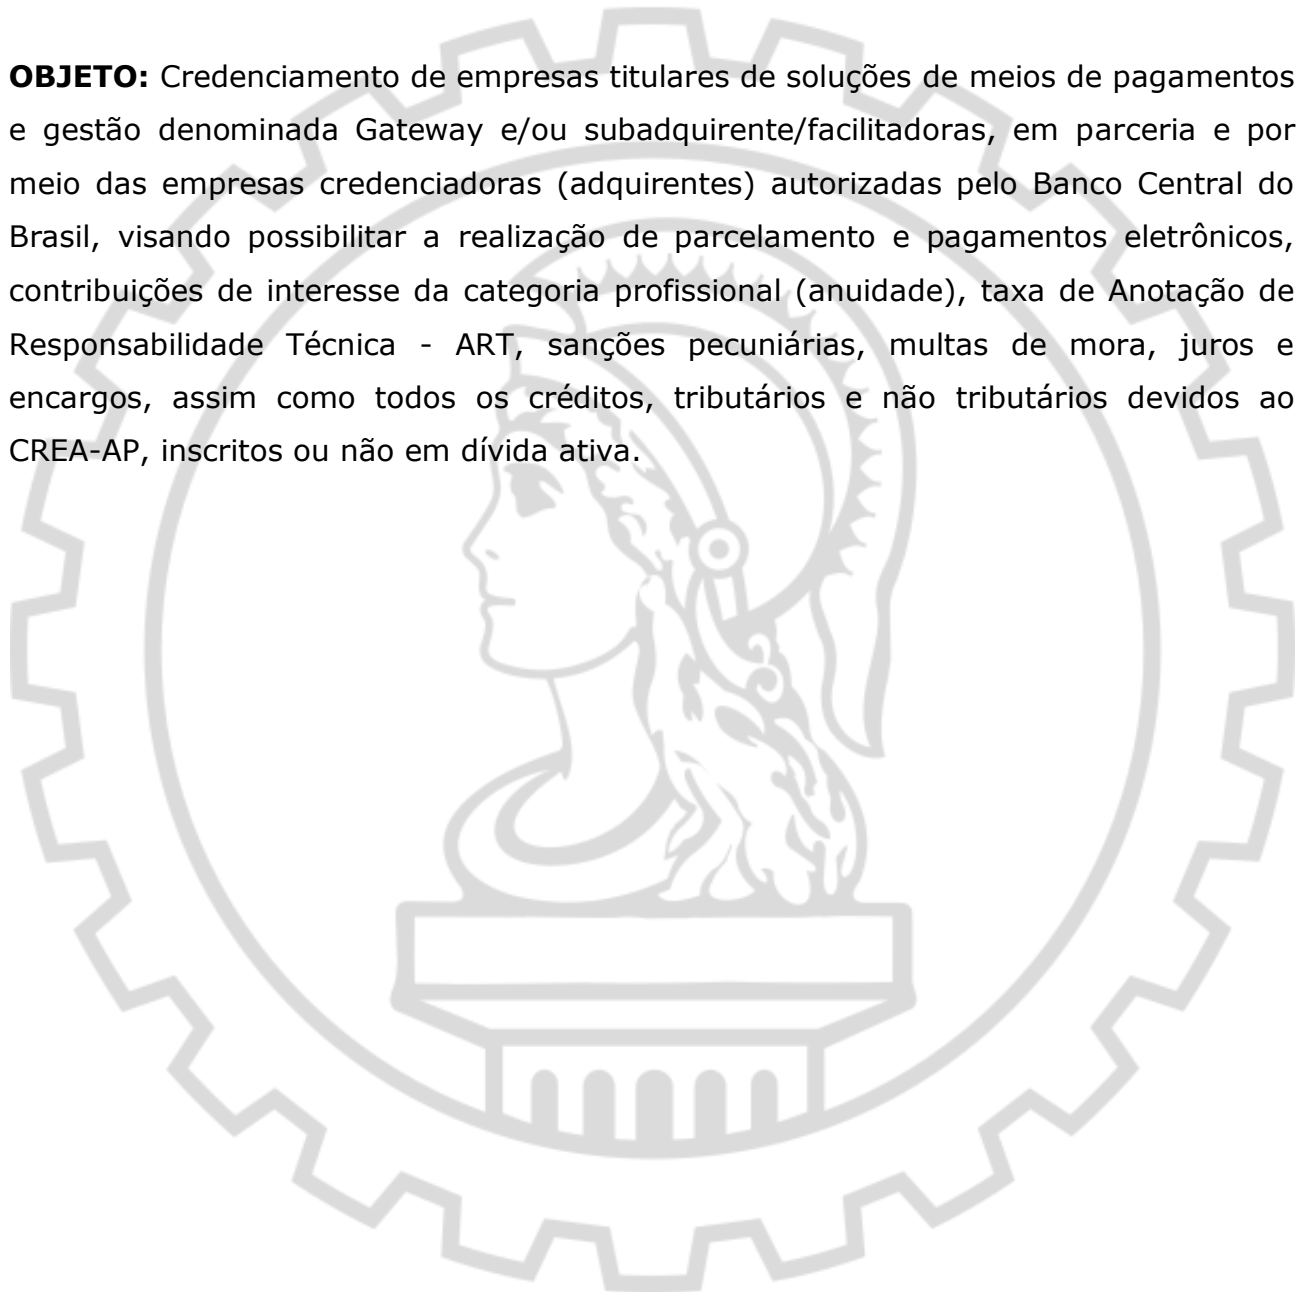 OBJETO: Credenciamento de empresas titulares de soluções de meios de pagamentos
e gestão denominada Gateway e/ou subadquirente/facilitadoras, em parceria e por
meio das empresas credenciadoras (adquirentes) autorizadas pelo Banco Central do
Brasil, visando possibilitar a realização de parcelamento e pagamentos eletrônicos,
contribuições de interesse da categoria profissional (anuidade), taxa de Anotação de
Responsabilidade Técnica - ART, sanções pecuniárias, multas de mora, juros e
encargos, assim como todos os créditos, tributários e não tributários devidos ao
CREA-AP, inscritos ou não em dívida ativa.